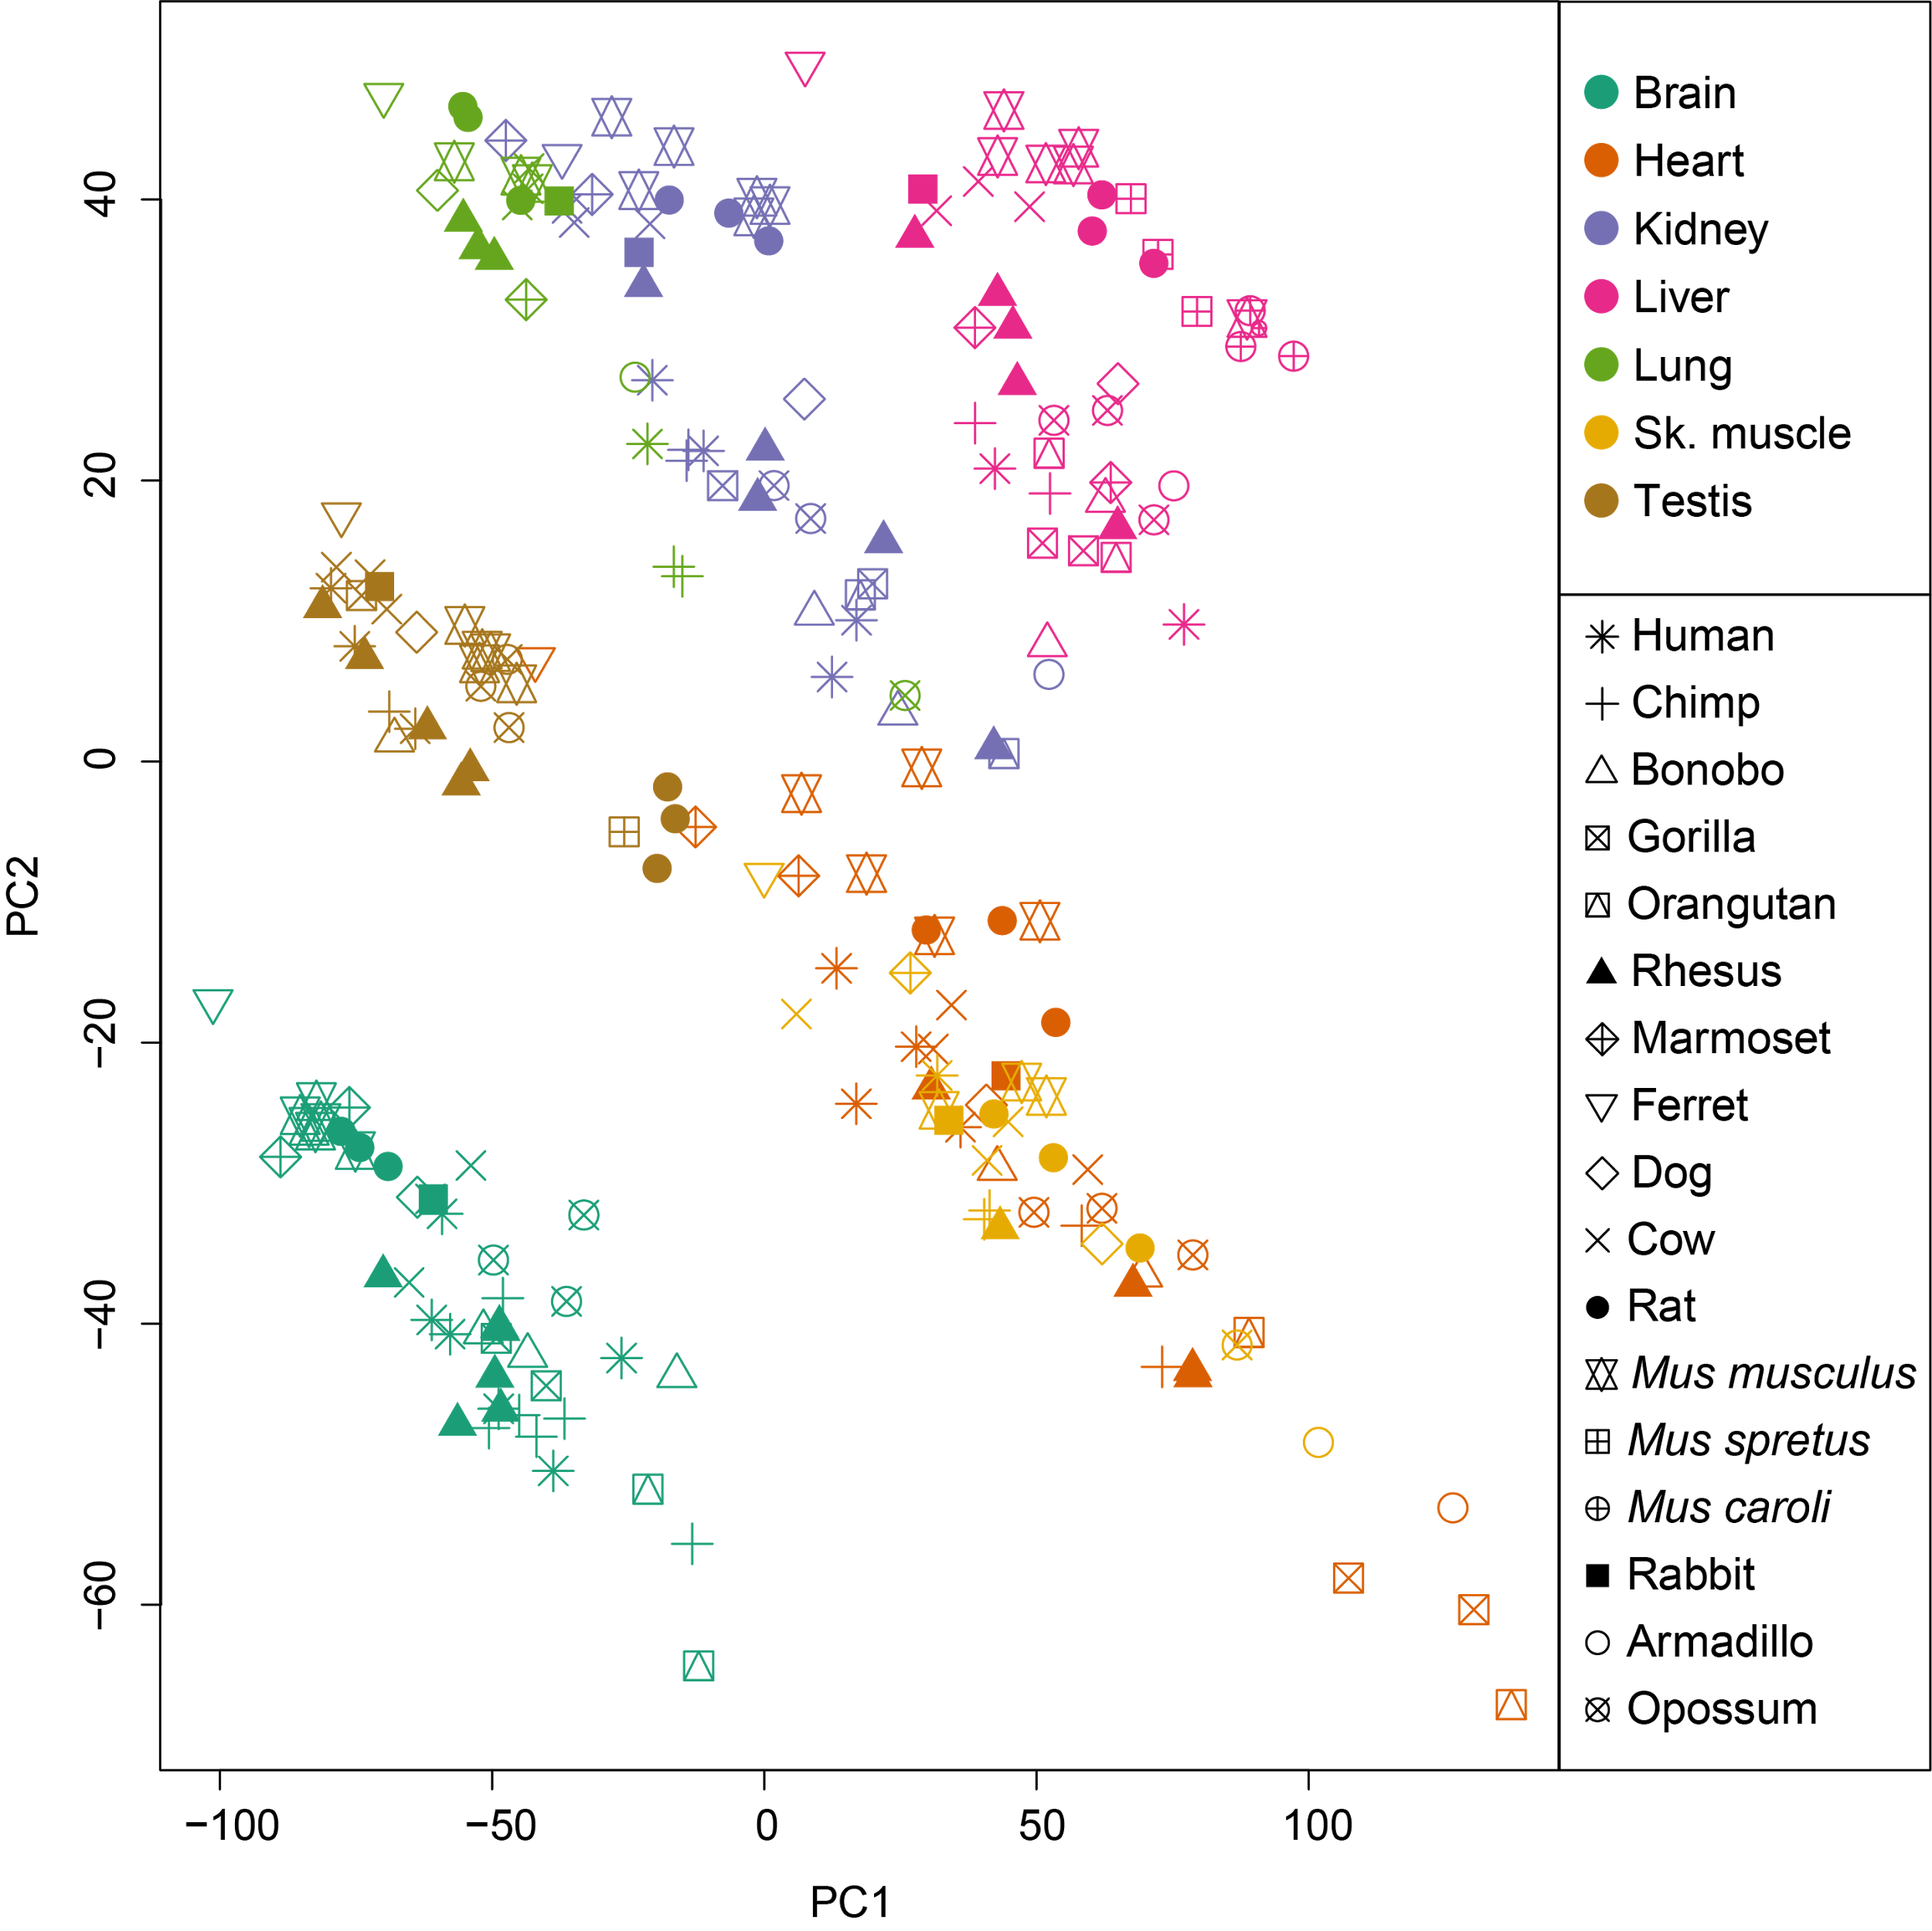 PC2
40
20
0
−20
−40
−60
−100
−50
0
50
100
PC1
Brain
Heart
Kidney
Liver
Lung
Sk. muscle
Testis
Human
Chimp
Bonobo
Gorilla
Orangutan
Rhesus
Marmoset
Ferret
Dog
Cow
Rat
Mus musculus
Mus spretus
Mus caroli
Rabbit
Armadillo
Opossum